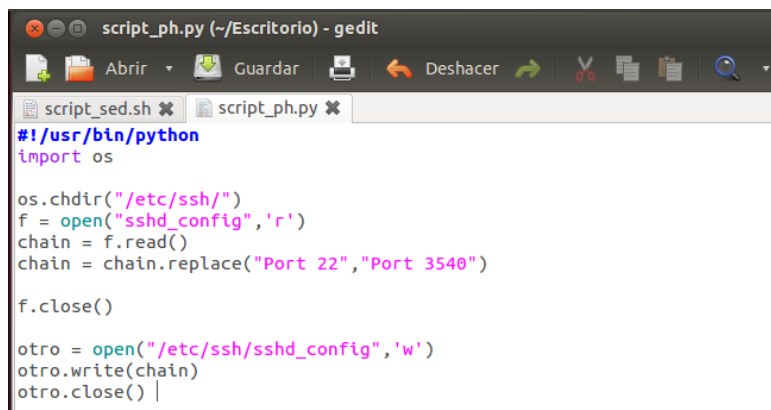 script_ph.py (~/Escritorio) - gedit
Abrir Guardar Deshacer
script_sed.sh script_ph.py
#!/usr/bin/python
import os
os.chdir("/etc/ssh/")
f = open("sshd_config",'r')
chain = f.read()
chain = chain.replace("Port 22","Port 3540")
f.close()
otro = open("/etc/ssh/sshd_config",'w')
otro.write(chain)
otro.close()